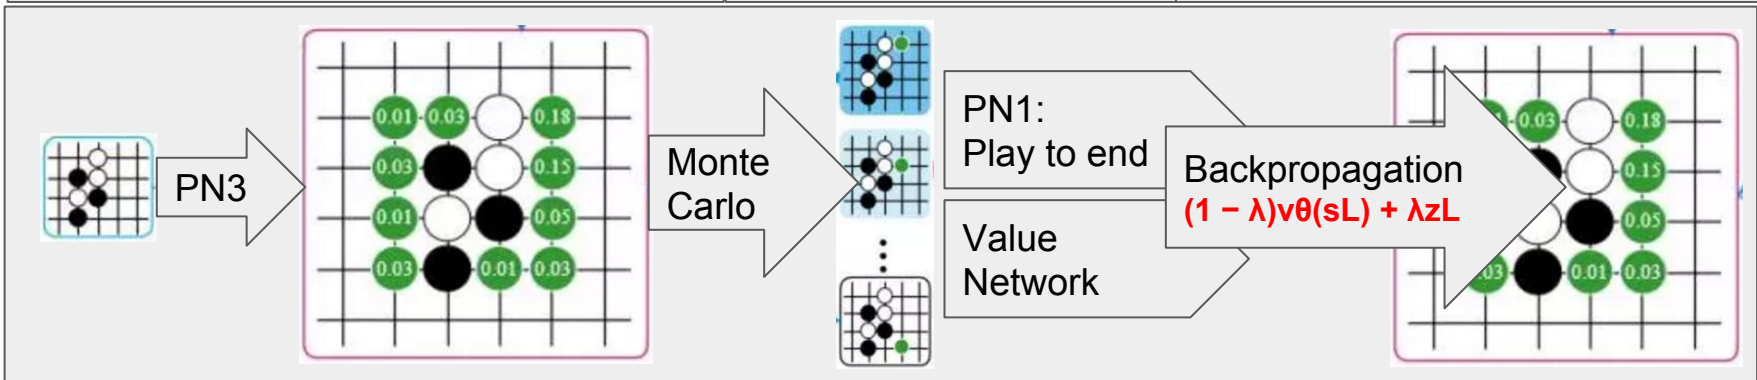 PN3
0.01 0.03 0.18
0.03 0.15
0.01 0.05
0.03 0.01 0.03
Monte
Carlo
PN1:
Play to end
Value
Network
Backpropagation
(1 − λ)vθ(sL) + λzL
0.03 0.18
0.15
0.05
0.01 0.03